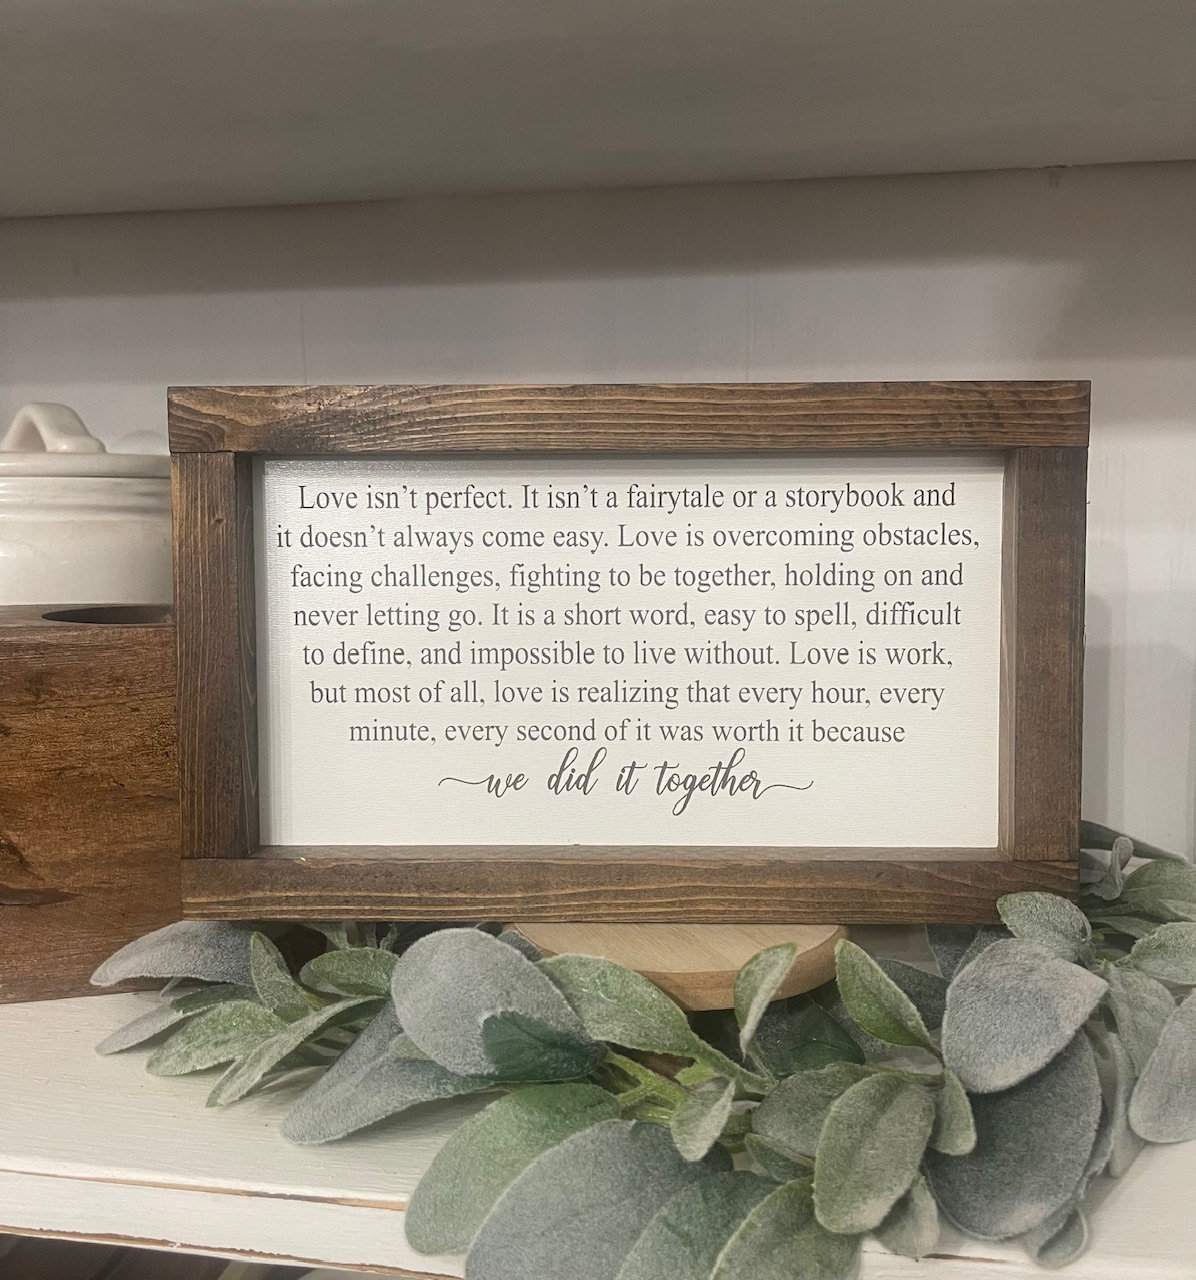 Love isn’t perfect. It isn’t a fairytale or a storybook and
it doesn’t always come easy. Love is overcoming obstacles,
facing challenges, fighting to be together, holding on and
never letting go. It is a short word, easy to spell, difficult
to define, and impossible to live without. Love is work,
but most of all, love is realizing that every hour, every
minute, every second of it was worth it because
we did it together